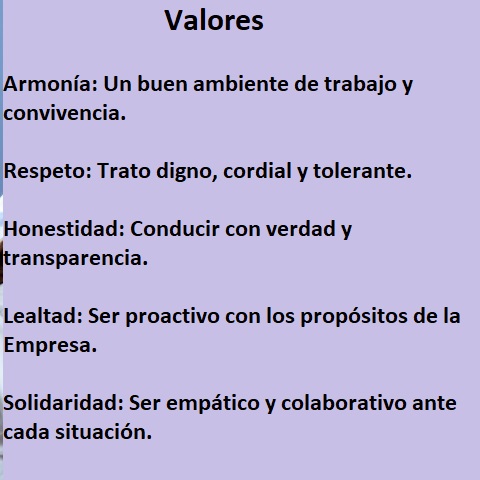 Valores
Armonía: Un buen ambiente de trabajo y
convivencia.
Respeto: Trato digno, cordial y tolerante.
Honestidad: Conducir con verdad y
transparencia.
Lealtad: Ser proactivo con los propósitos de la
Empresa.
Solidaridad: Ser empático y colaborativo ante
cada situación.